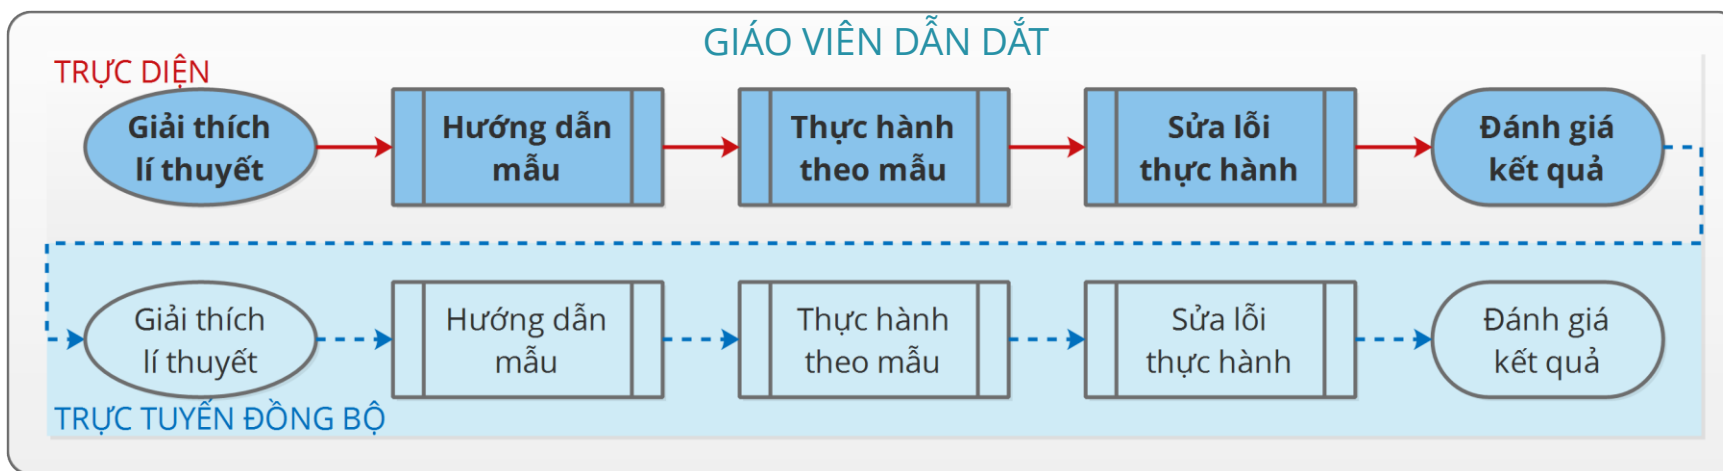 GIÁO VIÊN DẪN DẮT
TRỰC DIỆN
Giải thích
lí thuyết
Hướng dẫn
mẫu
Thực hành
theo mẫu
Sửa lỗi
thực hành
Đánh giá
kết quả
Giải thích
lí thuyết
Hướng dẫn
mẫu
Thực hành
theo mẫu
Sửa lỗi
thực hành
Đánh giá
kết quả
TRỰC TUYẾN ĐỒNG BỘ